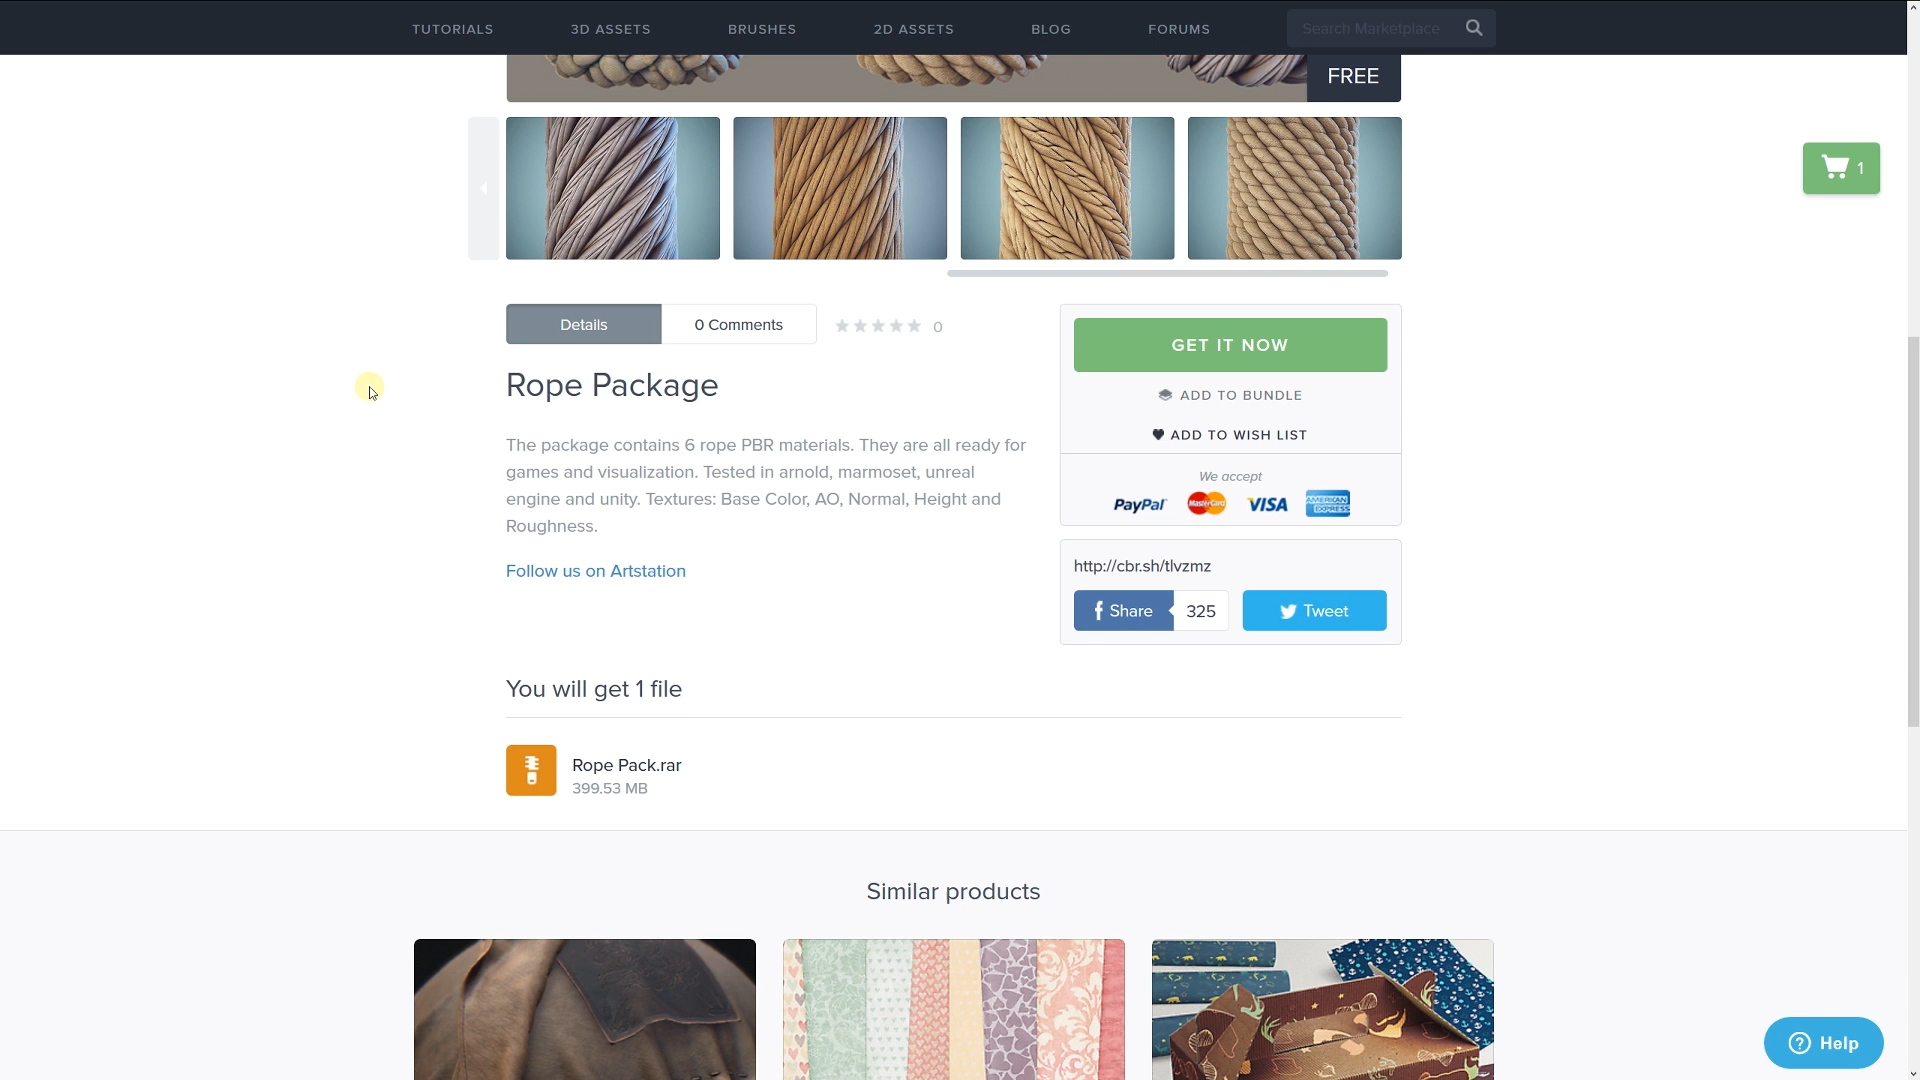 TUTORIALS 3D ASSETS BRUSHES 2D ASSETS BLOG FORUMS Search Marketplace
FREE
1
Details 0 Comments 0
GET IT NOW
Rope Package
ADD TO BUNDLE
ADD TO WISH LIST
The package contains 6 rope PBR materials. They are all ready for
games and visualization. Tested in arnold, marmoset, unreal
engine and unity. Textures: Base Color, AO, Normal, Height and
Roughness.
We accept
PayPal MasterCard VISA AMERICAN EXPRESS
Follow us on Artstation
http://cbr.sh/tlvzmz
f Share 325 Tweet
You will get 1 file
Rope Pack.rar
399.53 MB
Similar products
? Help